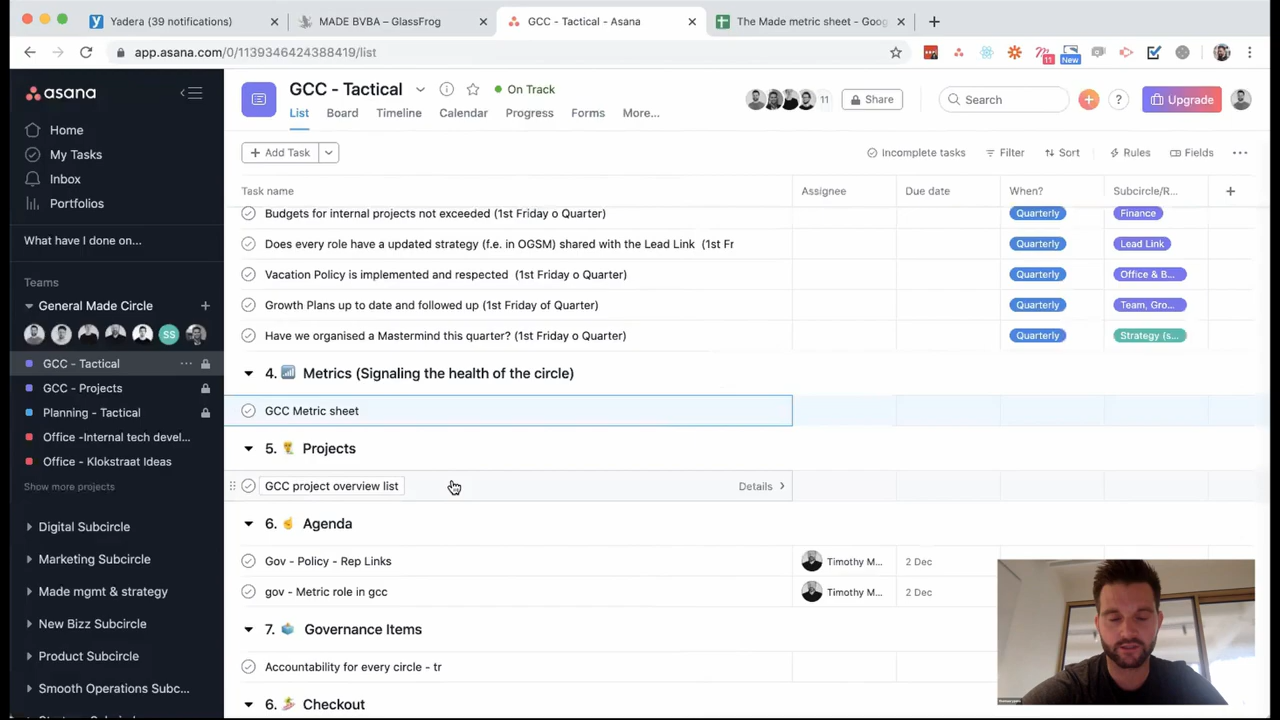 Yadera (39 notifications)
MADE BVBA – GlassFrog
GCC - Tactical - Asana
The Made metric sheet - Goog
app.asana.com/0/1139346424388419/list
11
New
asana
Home
My Tasks
Inbox
Portfolios
What have I done on...
Teams
General Made Circle
SS
GCC - Tactical
GCC - Projects
Planning - Tactical
Office -Internal tech devel...
Office - Klokstraat Ideas
Show more projects
Digital Subcircle
Marketing Subcircle
Made mgmt & strategy
New Bizz Subcircle
Product Subcircle
Smooth Operations Subc...
GCC - Tactical
On Track
11
Share
Search
?
Upgrade
List Board Timeline Calendar Progress Forms More...
Add Task
Incomplete tasks Filter Sort Rules Fields
Task name Assignee Due date When? Subcircle/R...
Budgets for internal projects not exceeded (1st Friday o Quarter) Quarterly Finance
Does every role have a updated strategy (f.e. in OGSM) shared with the Lead Link (1st Fr Quarterly Lead Link
Vacation Policy is implemented and respected (1st Friday o Quarter) Quarterly Office & B...
Growth Plans up to date and followed up (1st Friday of Quarter) Quarterly Team, Gro...
Have we organised a Mastermind this quarter? (1st Friday o Quarter) Quarterly Strategy (s...
4. Metrics (Signaling the health of the circle)
GCC Metric sheet
5. Projects
GCC project overview list Details
6. Agenda
Gov - Policy - Rep Links Timothy M... 2 Dec
gov - Metric role in gcc Timothy M... 2 Dec
7. Governance Items
Accountability for every circle - tr
6. Checkout